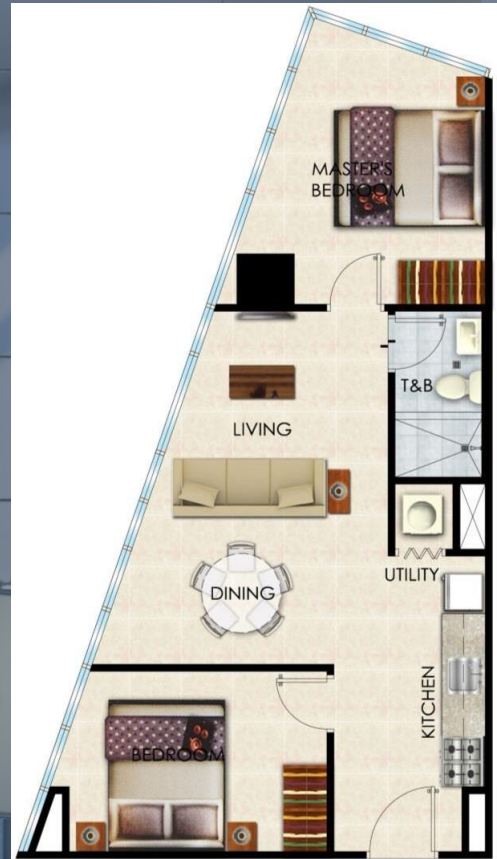 MASTER'S
BEDROOM
T&B
LIVING
UTILITY
DINING
KITCHEN
BEDROOM